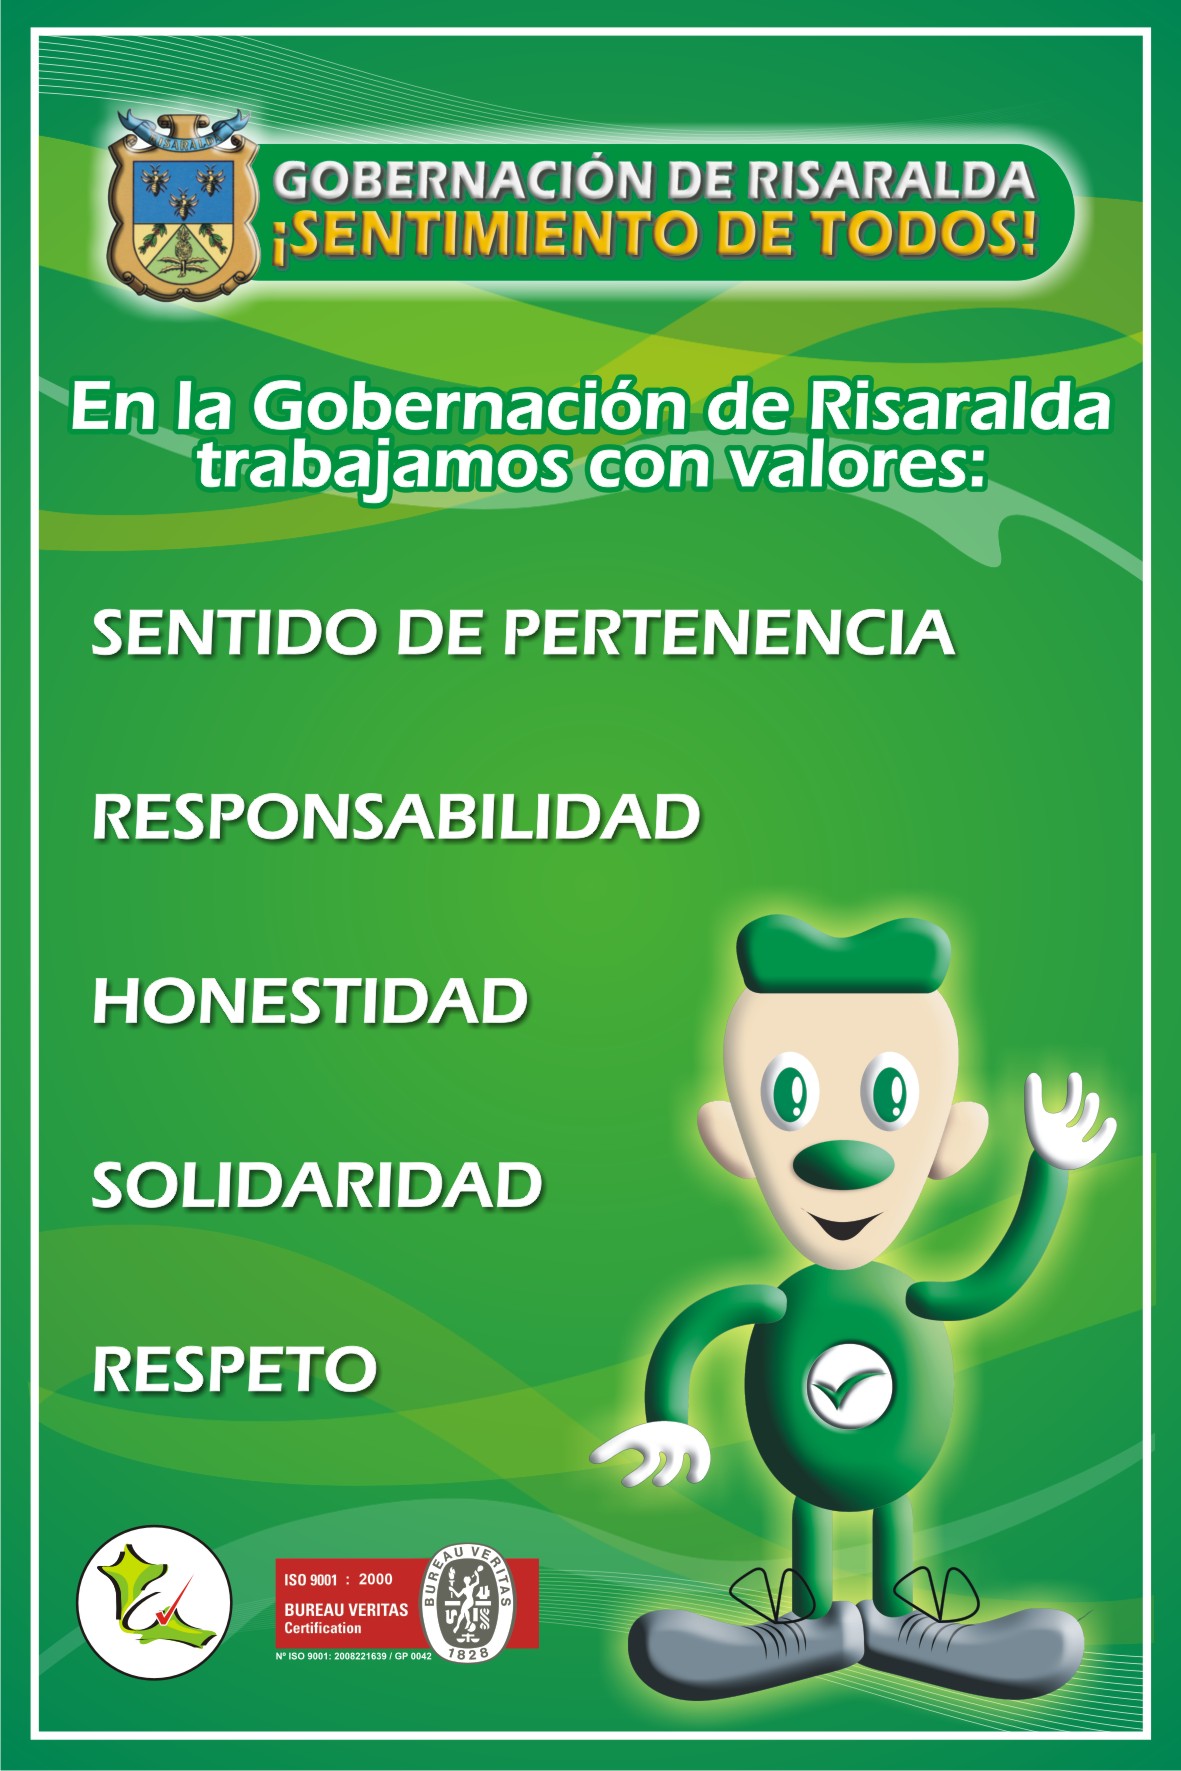 RISARALDA
GOBERNACIÓN DE RISARALDA
¡SENTIMIENTO DE TODOS!
En la Gobernación de Risaralda
trabajamos con valores:
SENTIDO DE PERTENENCIA
RESPONSABILIDAD
HONESTIDAD
SOLIDARIDAD
RESPETO
ISO 9001 : 2000
BUREAU VERITAS
Certification
Nº ISO 9001: 2008221639 / GP 0042
BUREAU VERITAS
1828